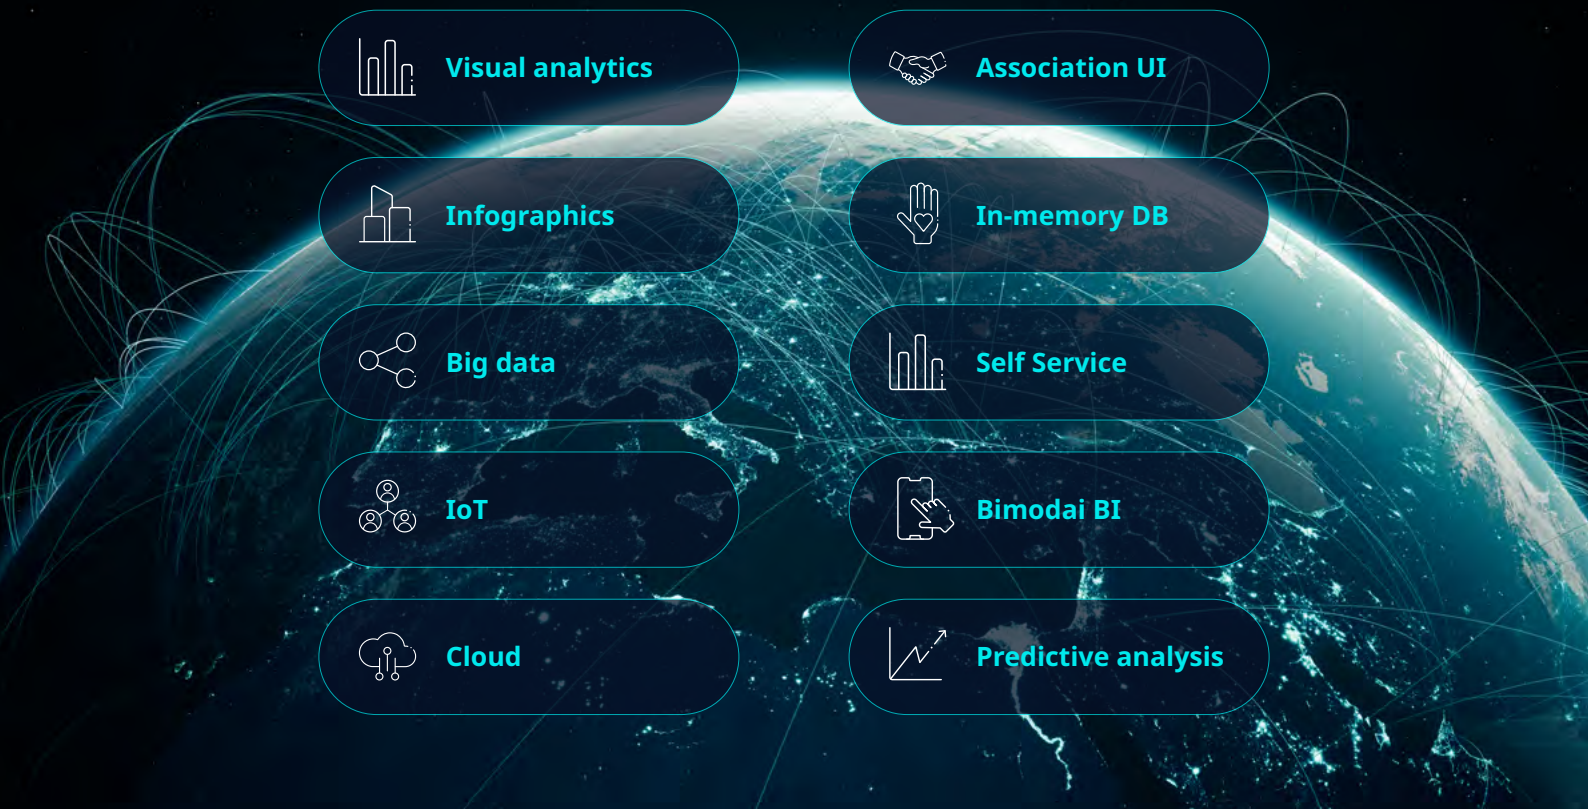 Visual analytics
Association UI
Infographics
In-memory DB
Big data
Self Service
IoT
Bimodai BI
Cloud
Predictive analysis